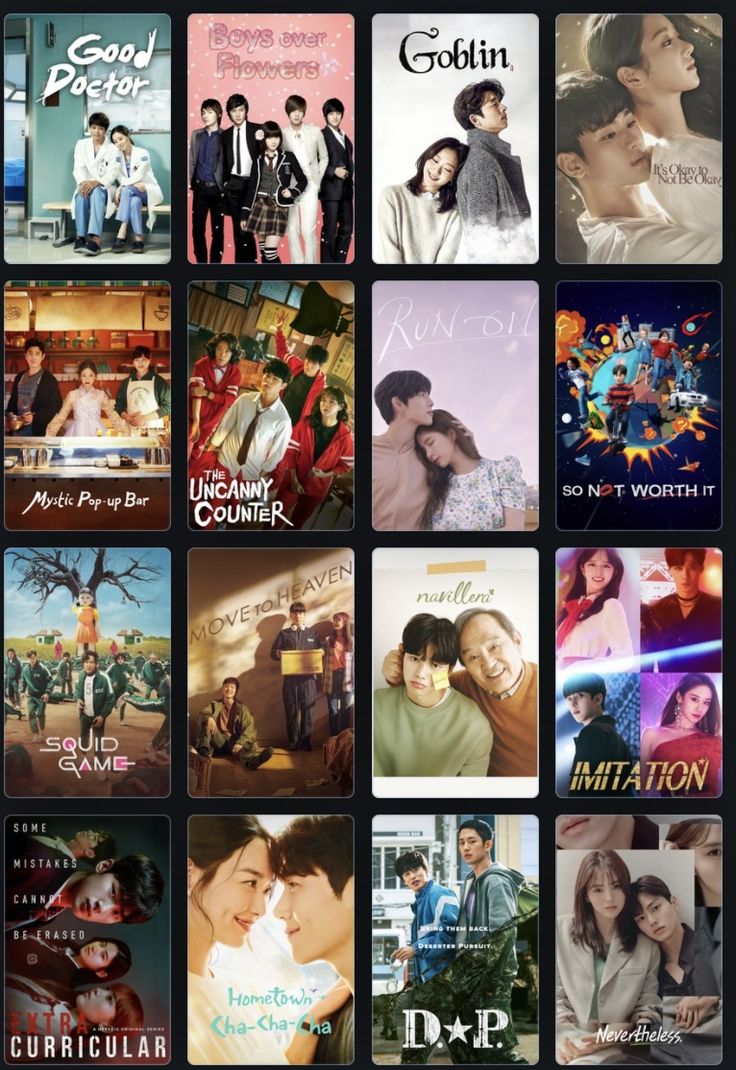 Good
Doctor
Boys over
Flowers
Goblin
It's Okay to
Not Be Okay
Mystic Pop-up Bar
THE
UNCANNY
COUNTER
RUN ON
SO NOT WORTH IT
SQUID
GAME
MOVE TO HEAVEN
navillera
IMITATION
SOME
MISTAKES
CANNOT
BE ERASED
EXTRA
A NETFLIX ORIGINAL SERIES
CURRICULAR
Hometown
Cha-Cha-Cha
BRING THEM BACK.
DESERTER PURSUIT.
D.P.
Nevertheless,